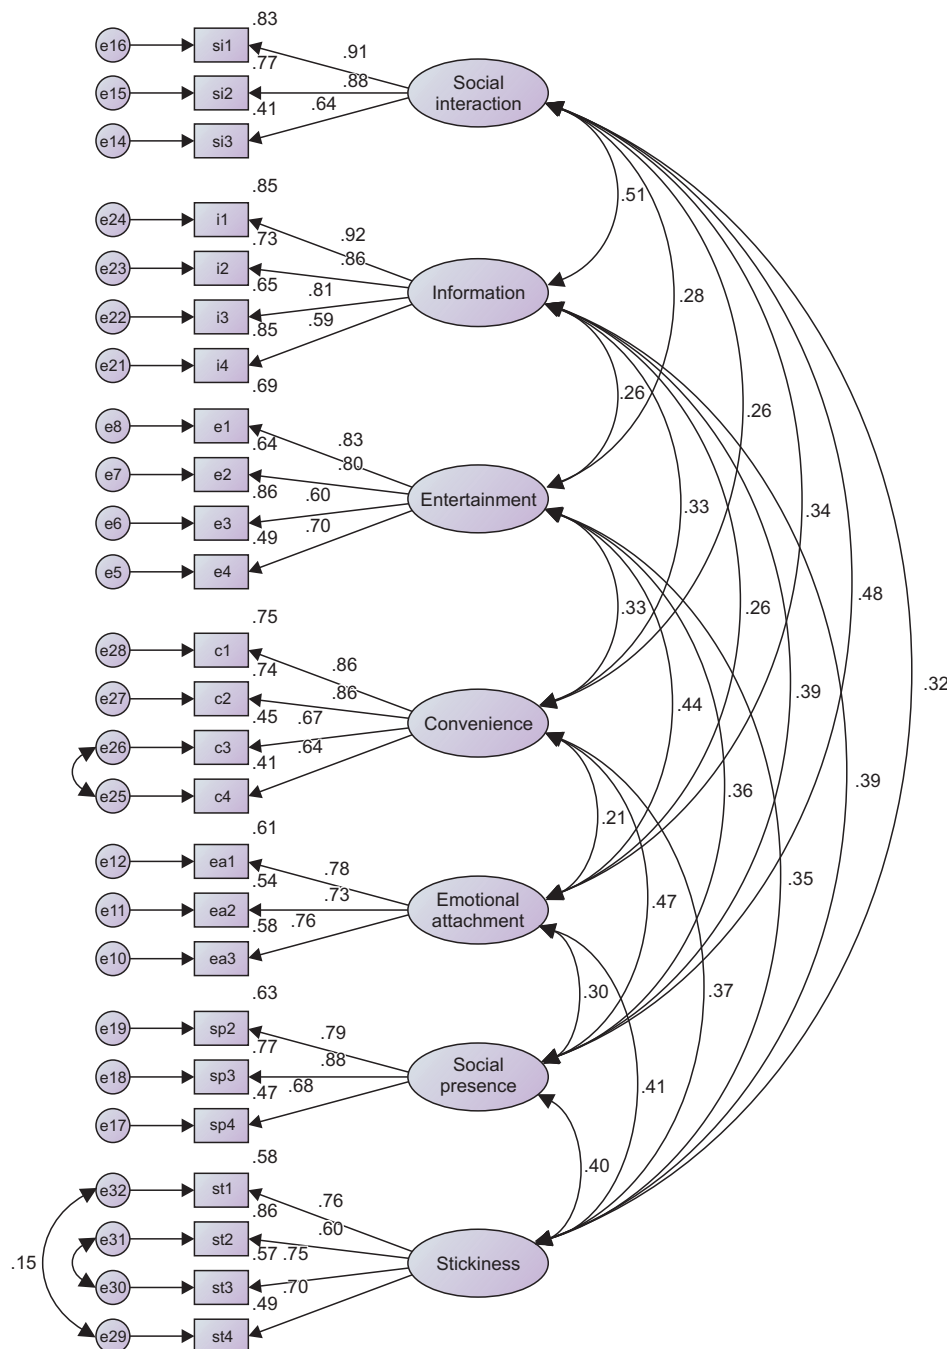 .83
e16 si1 .91
.77
Social interaction
e15 si2 .88
.41 .64
e14 si3
.51
.85
e24 i1 .92
.73
e23 i2 .86
Information
.28
.65 .81
e22 i3
.85 .59
e21 i4
.69
.26 .26
e8 e1 .83
.64 .80
e7 e2
.86 .60
Entertainment
.33 .34
e6 e3
.49 .70
e5 e4
.33 .26 .48
.75
e28 c1 .86
.74 .86
e27 c2
.45 .67
Convenience
.44 .39 .32
e26 c3 .64
.41
e25 c4
.36 .39
.61
.21
e12 ea1 .78
.54 .73
Emotional attachment
.35
e11 ea2
.58 .76
.47
e10 ea3
.63
.30 .37
e19 sp2 .79
.77 .88
Social presence
e18 sp3
.47 .68
.41
e17 sp4
.58
.40
e32 st1 .76
.86 .60
e31 st2
.57 .75
.15
Stickiness
e30 st3 .70
.49
e29 st4